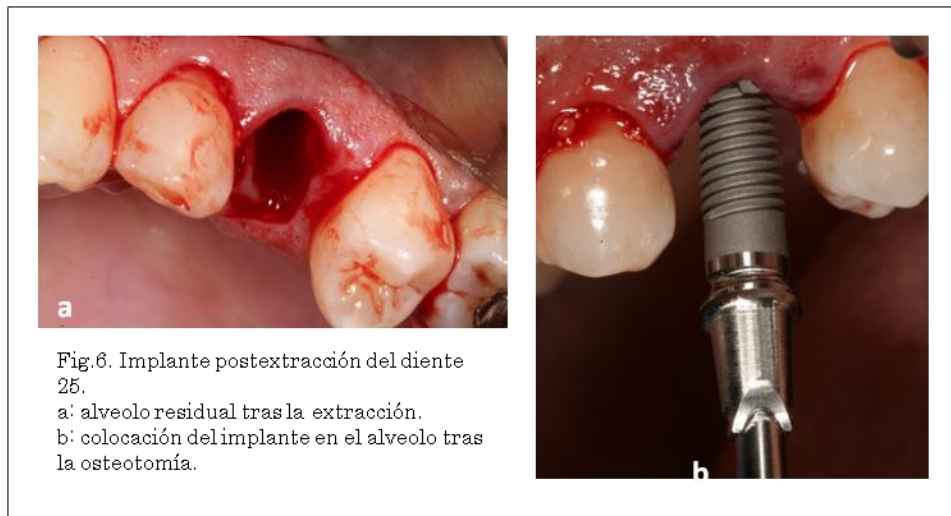 a
Fig.6. Implante postextracción del diente
25.
a: alveolo residual tras la extracción.
b: colocación del implante en el alveolo tras
la osteotomía.
b